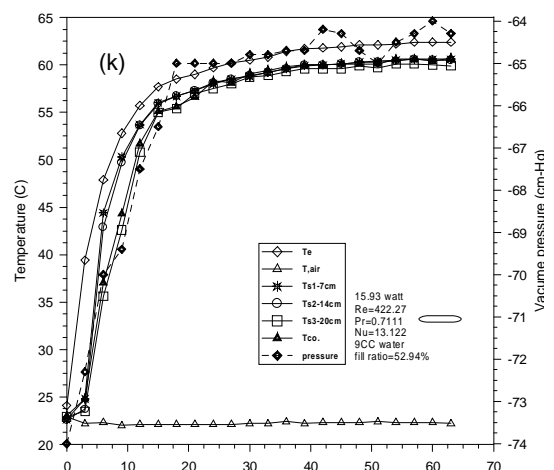 (k)
Temperature (C)
65
60
55
50
45
40
35
30
25
20
0
10
20
30
40
50
60
70
-64
-65
-66
-67
-68
-69
-70
-71
-72
-73
-74
Vacume pressure (cm-Hg)
Te
T,air
Ts1-7cm
Ts2-14cm
Ts3-20cm
Tco.
pressure
15.93 watt
Re=422.27
Pr=0.7111
Nu=13.122
9CC water
fill ratio=52.94%